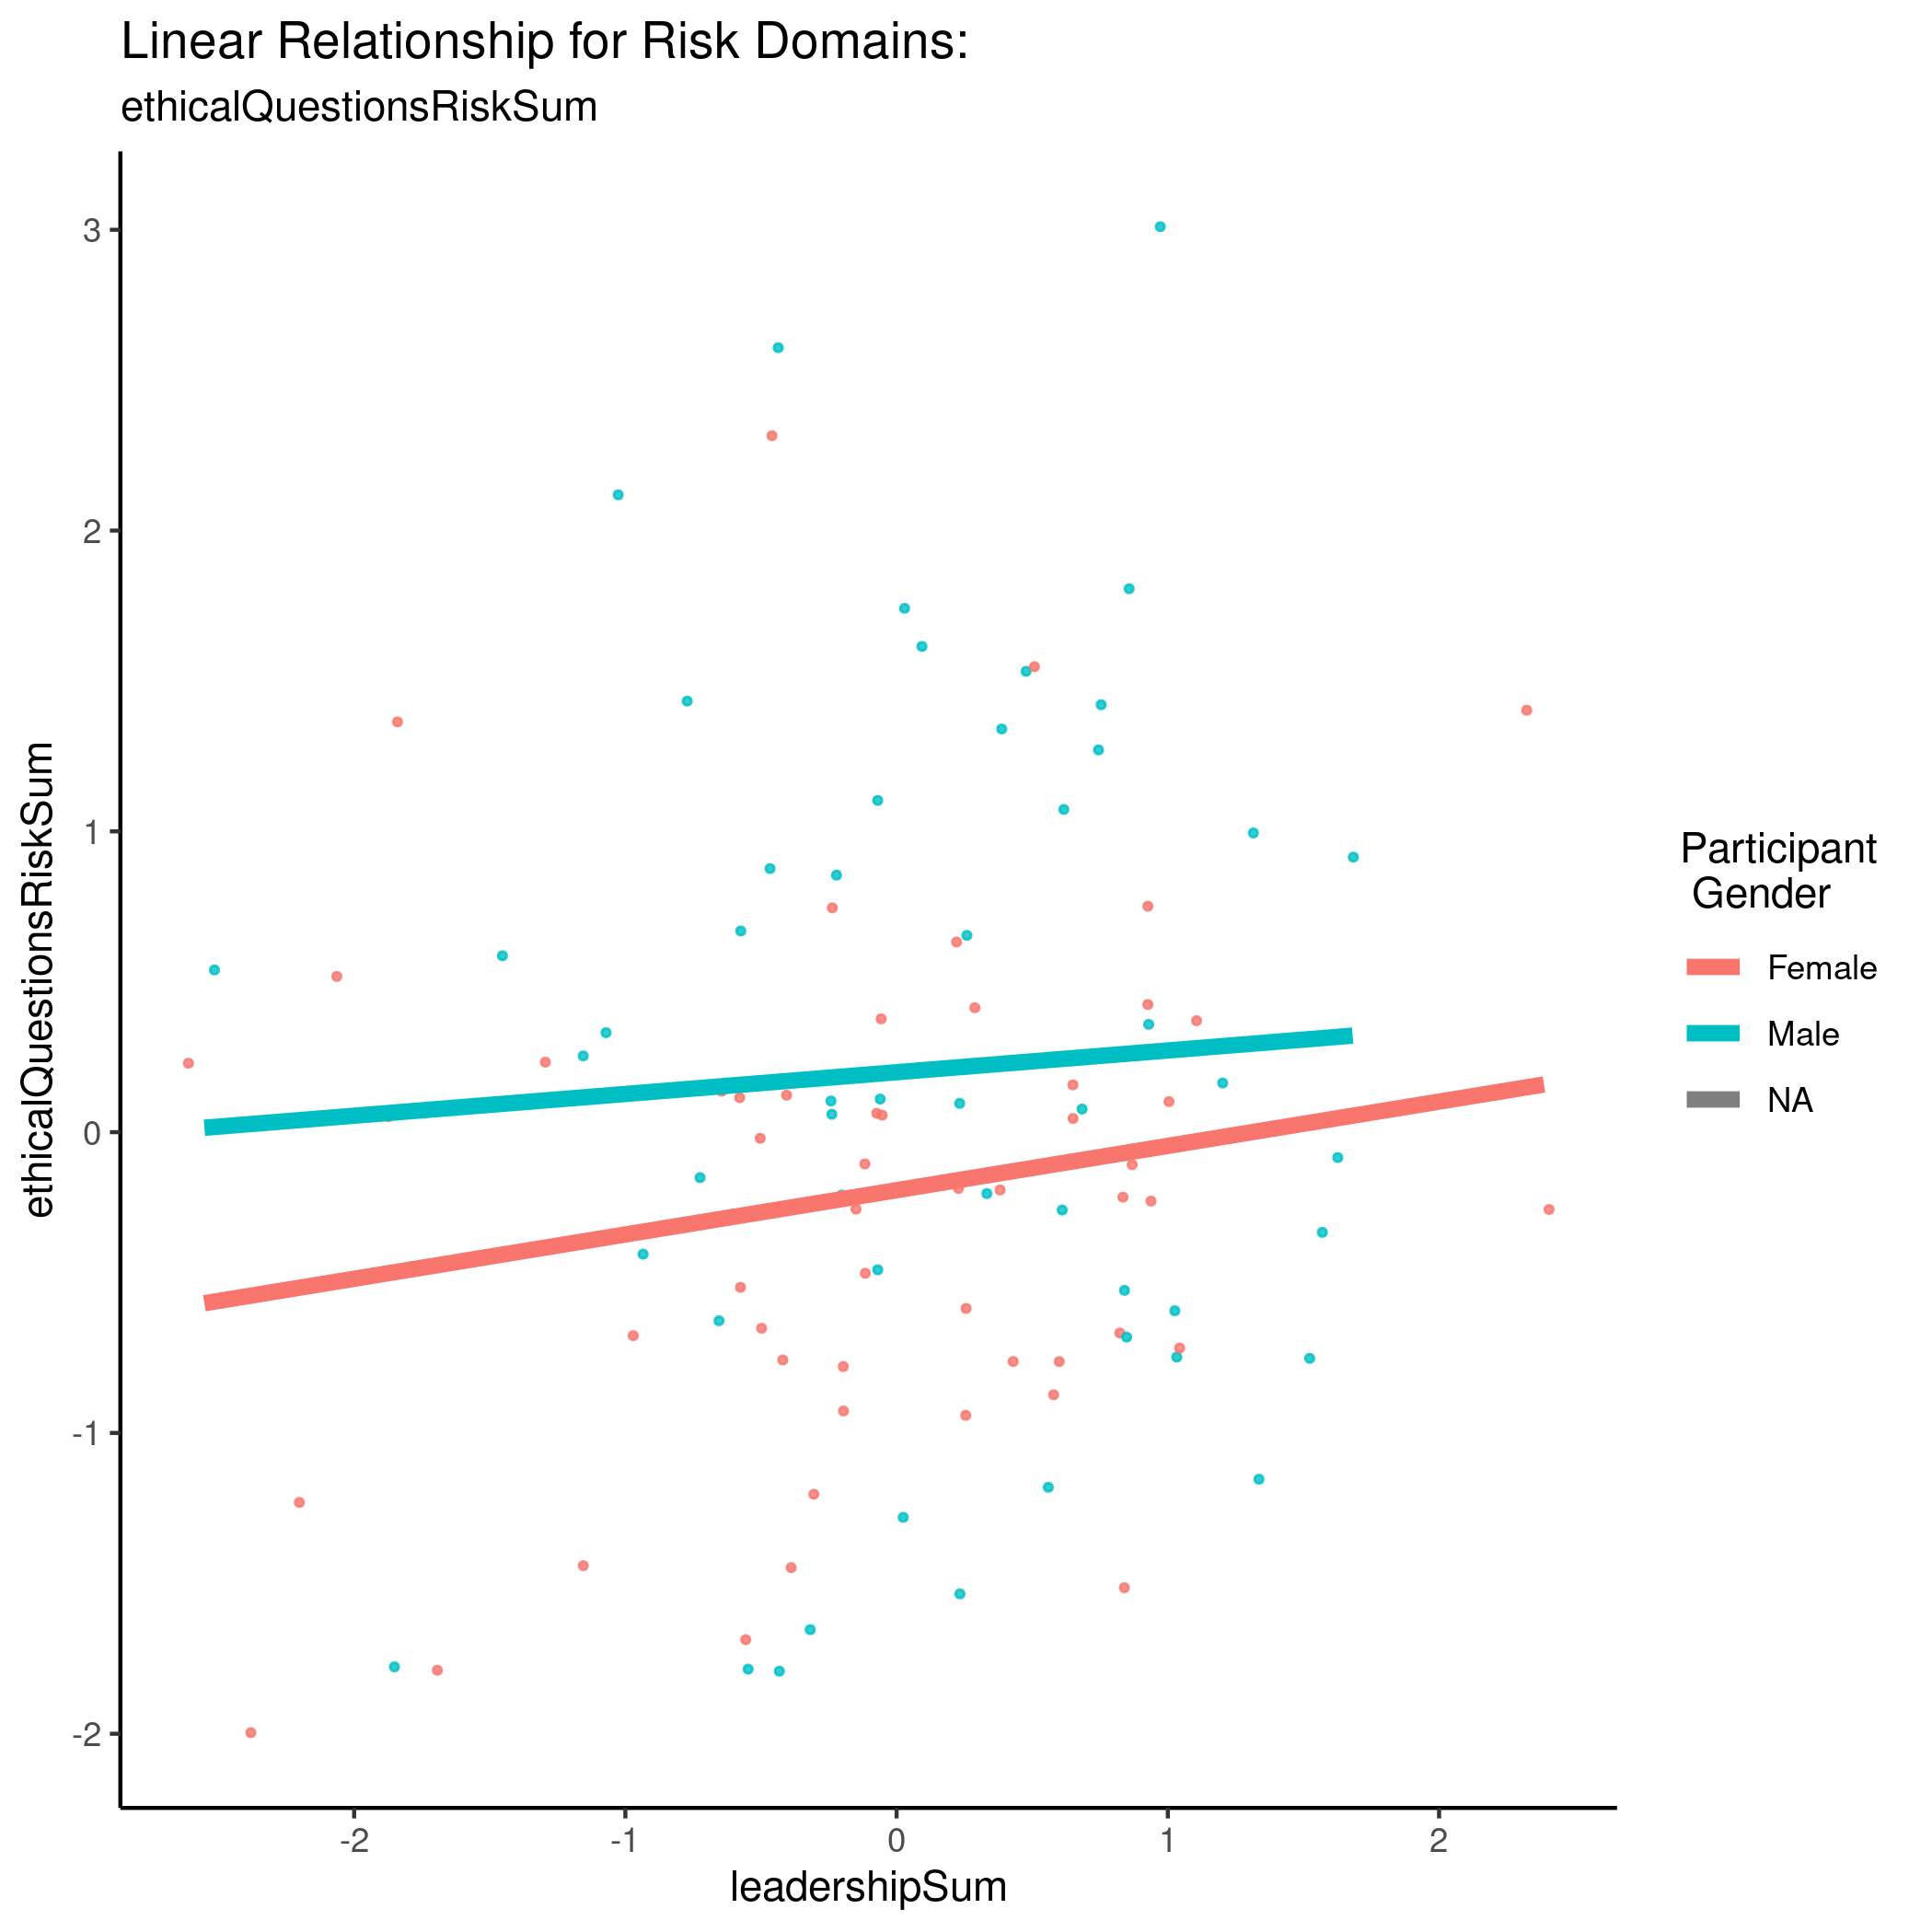 Linear Relationship for Risk Domains:
ethicalQuestionsRiskSum
ethicalQuestionsRiskSum
3
2
1
0
-1
-2
-2
-1
0
1
2
leadershipSum
Participant
Gender
Female
Male
NA